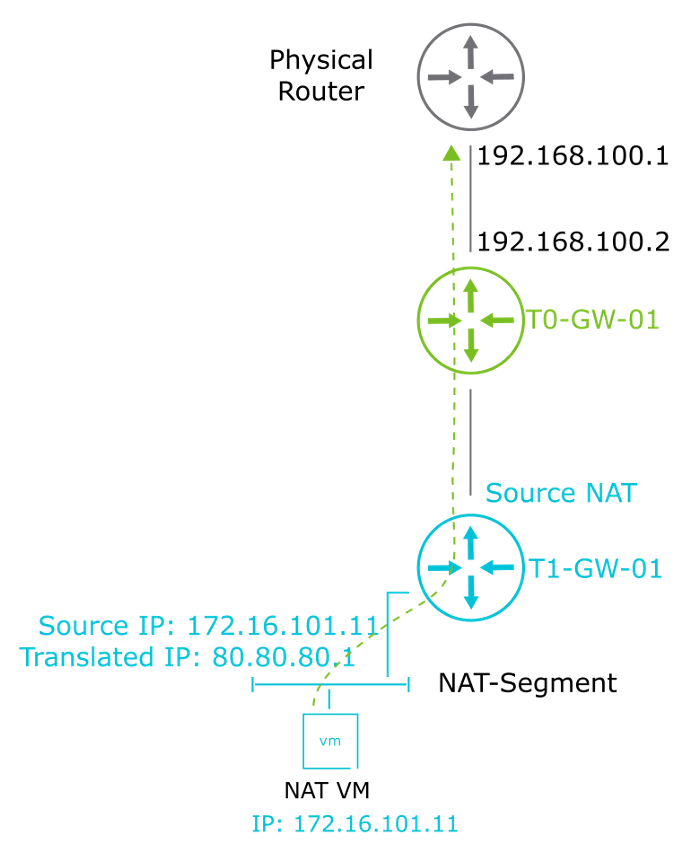 Physical
Router
192.168.100.1
192.168.100.2
T0-GW-01
Source NAT
T1-GW-01
Source IP: 172.16.101.11
Translated IP: 80.80.80.1
NAT-Segment
vm
NAT VM
IP: 172.16.101.11